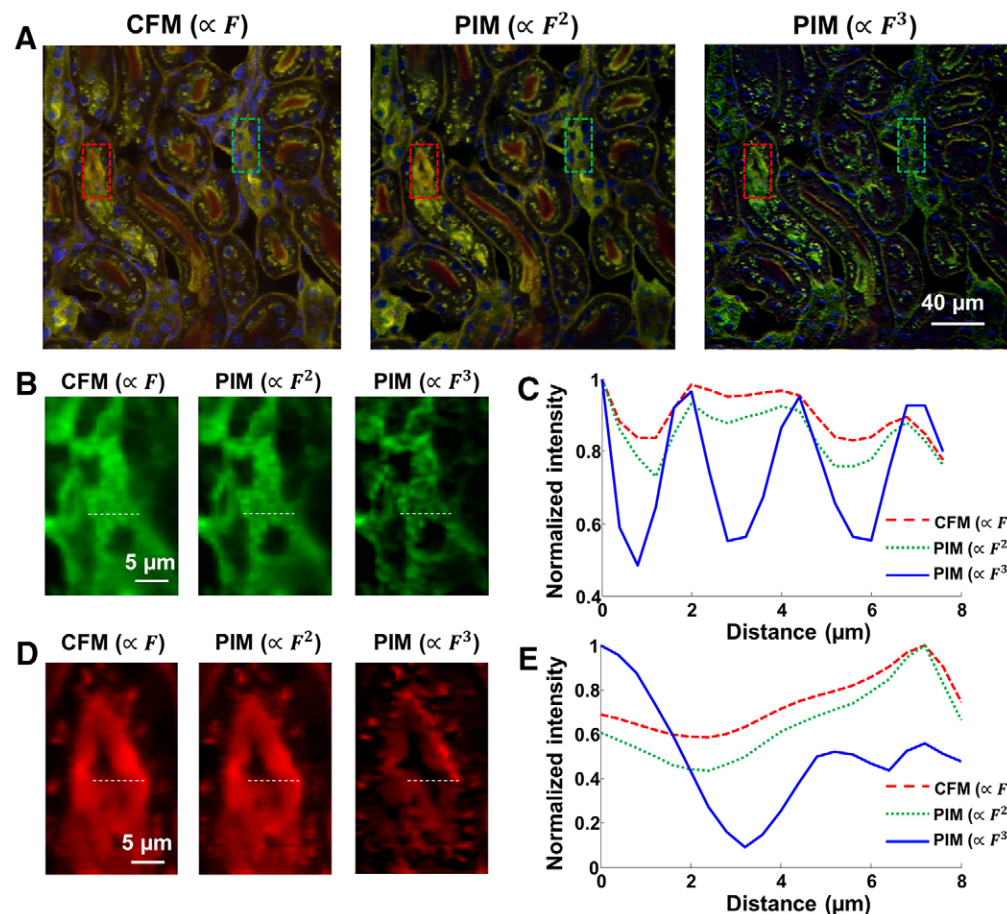 CFM (∝ F) PIM (∝ F²) PIM (∝ F³)
A
40 μm
B
CFM (∝ F) PIM (∝ F²) PIM (∝ F³)
5 μm
C
Normalized intensity
1
0.8
0.6
0.4
0 2 4 6 8
Distance (μm)
CFM (∝ F
PIM (∝ F²
PIM (∝ F³
D
CFM (∝ F) PIM (∝ F²) PIM (∝ F³)
5 μm
E
Normalized intensity
1
0.8
0.6
0.4
0.2
0
0 2 4 6 8
Distance (μm)
CFM (∝ F
PIM (∝ F²
PIM (∝ F³